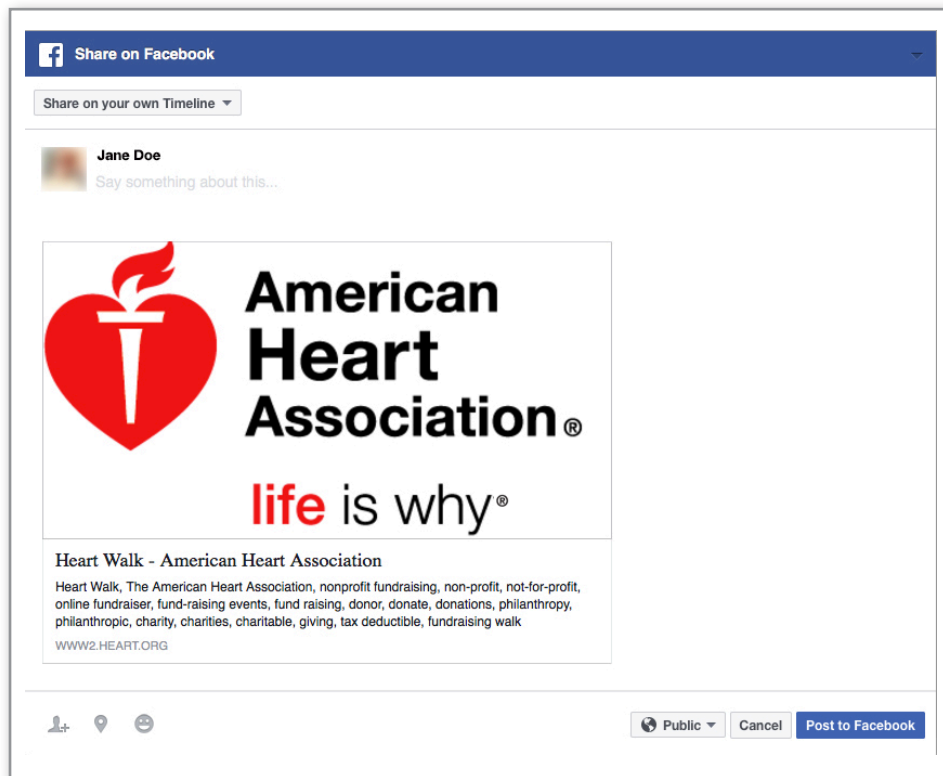 Share on Facebook
Share on your own Timeline
Jane Doe
Say something about this...
American
Heart
Association®
life is why®
Heart Walk - American Heart Association
Heart Walk, The American Heart Association, nonprofit fundraising, non-profit, not-for-profit,
online fundraiser, fund-raising events, fund raising, donor, donate, donations, philanthropy,
philanthropic, charity, charities, charitable, giving, tax deductible, fundraising walk
WWW2.HEART.ORG
Public Cancel Post to Facebook